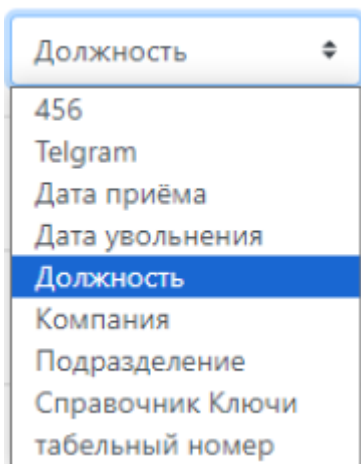 Должность
456
Telgram
Дата приёма
Дата увольнения
Должность
Компания
Подразделение
Справочник Ключи
табельный номер